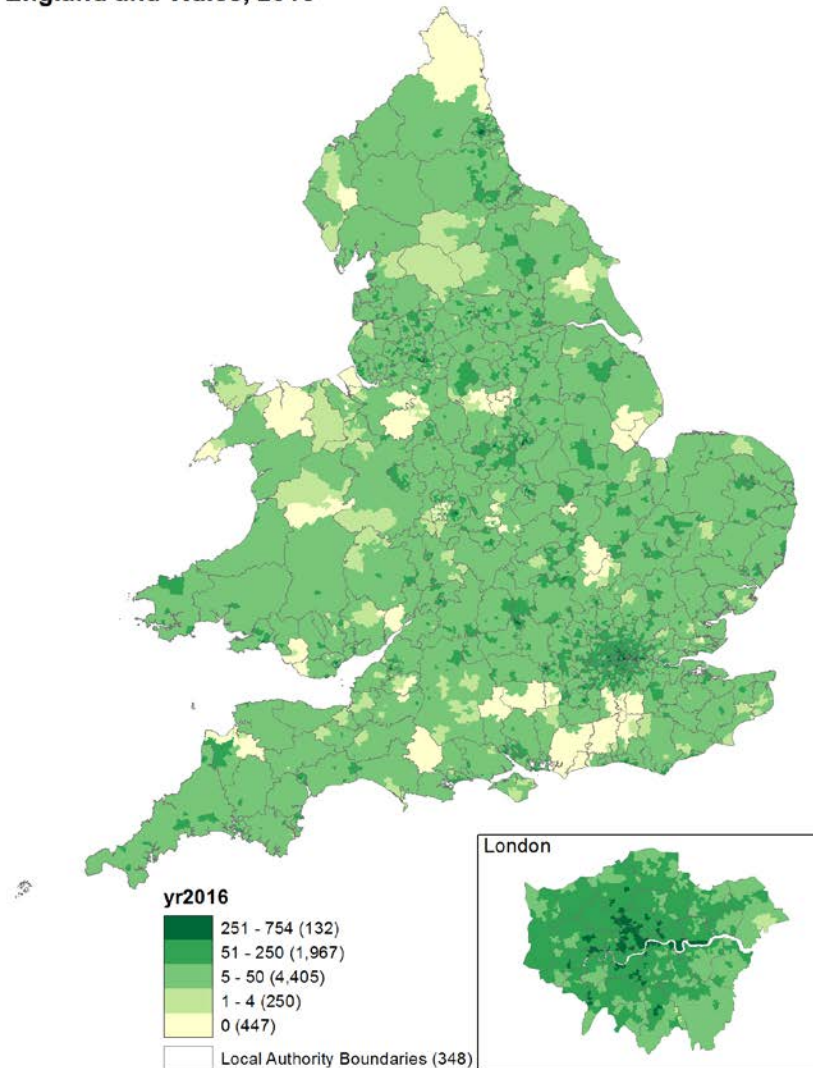 London
yr2016
251 - 754 (132)
51 - 250 (1,967)
5 - 50 (4,405)
1 - 4 (250)
0 (447)
Local Authority Boundaries (348)